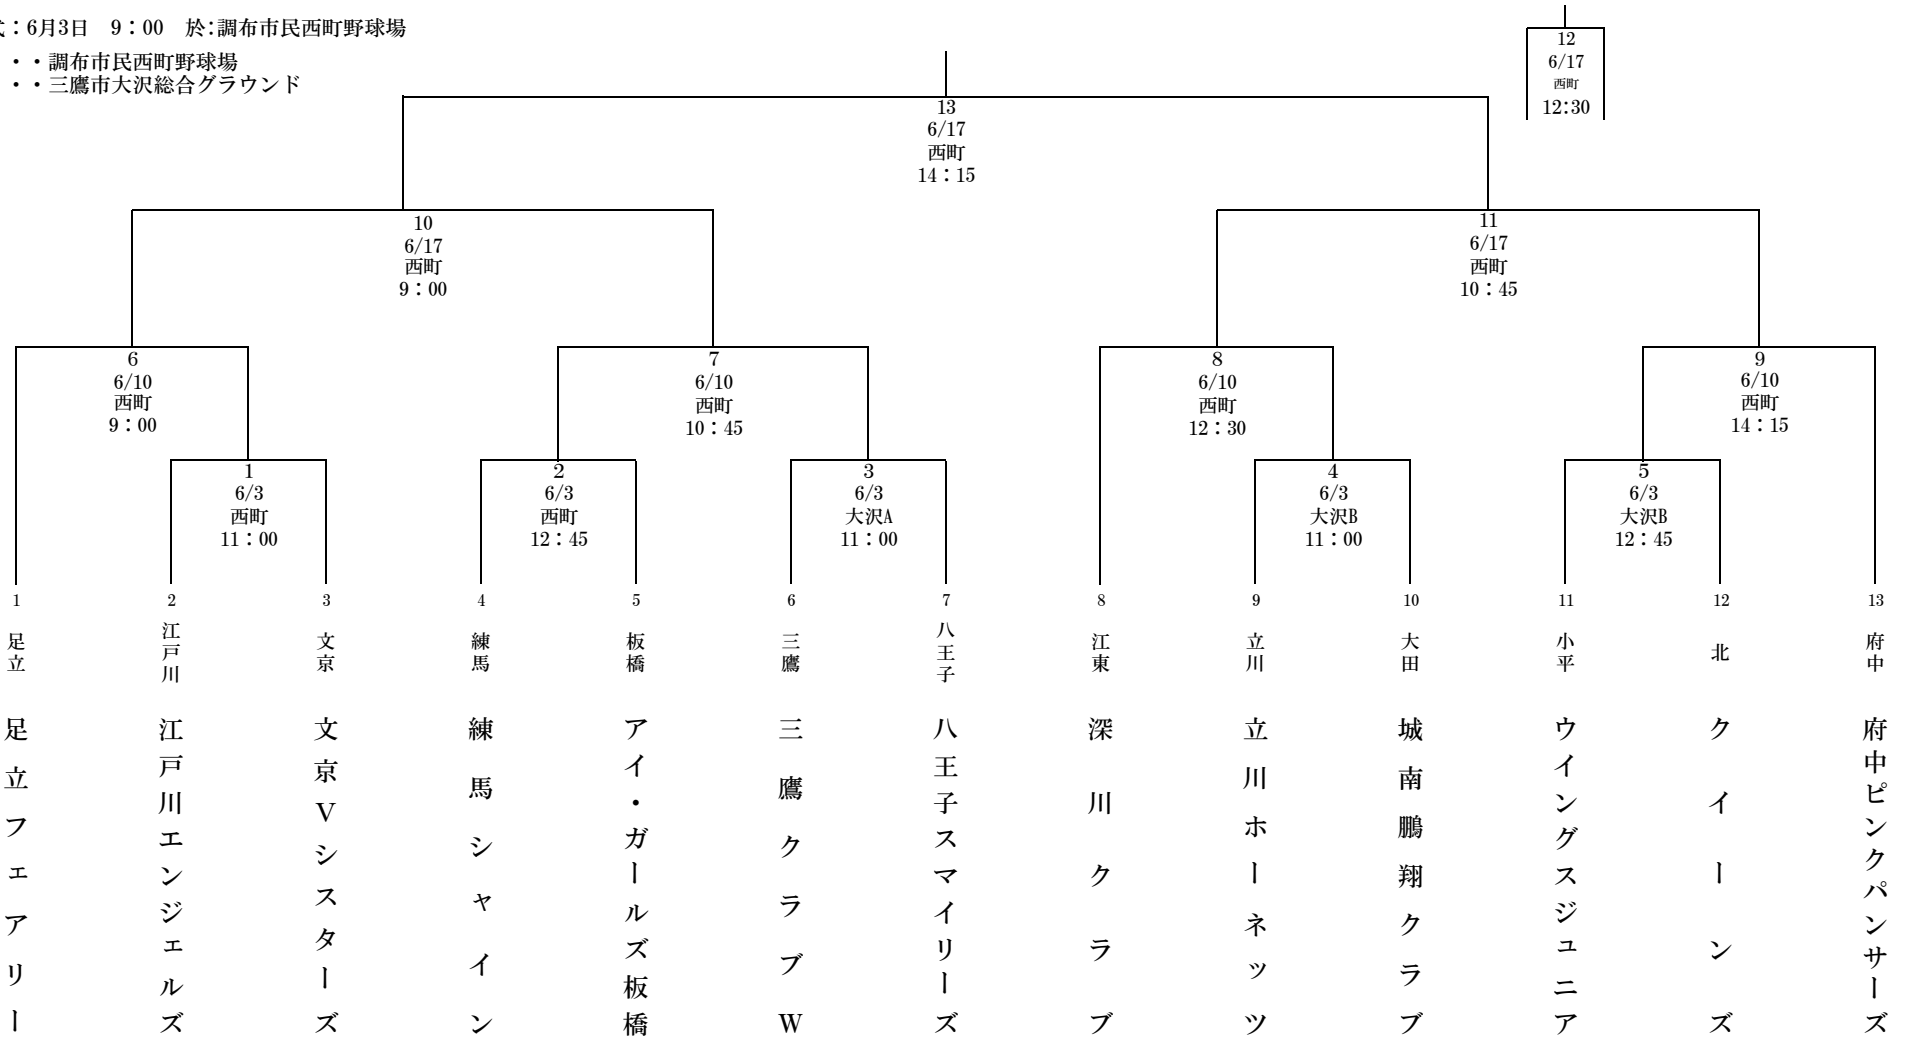 ：6月3日　9：00　於：調布市民西町野球場
・・調布市民西町野球場
・・三鷹市大沢総合グラウンド
12
6/17
西町
12:30
13
6/17
西町
14：15
10
6/17
西町
9：00
11
6/17
西町
10：45
6
6/10
西町
9：00
7
6/10
西町
10：45
8
6/10
西町
12：30
9
6/10
西町
14：15
1
6/3
西町
11：00
2
6/3
西町
12：45
3
6/3
大沢A
11：00
4
6/3
大沢B
11：00
5
6/3
大沢B
12：45
1
足立
足立フェアリー
2
江戸川
江戸川エンジェルズ
3
文京
文京Vシスターズ
4
練馬
練馬シャイン
5
板橋
アイ・ガールズ板橋
6
三鷹
三鷹クラブW
7
八王子
八王子スマイリーズ
8
江東
深川クラブ
9
立川
立川ホーネッツ
10
大田
城南鵬翔クラブ
11
小平
ウイングスジュニア
12
北
クイーンズ
13
府中
府中ピンクパンサーズ